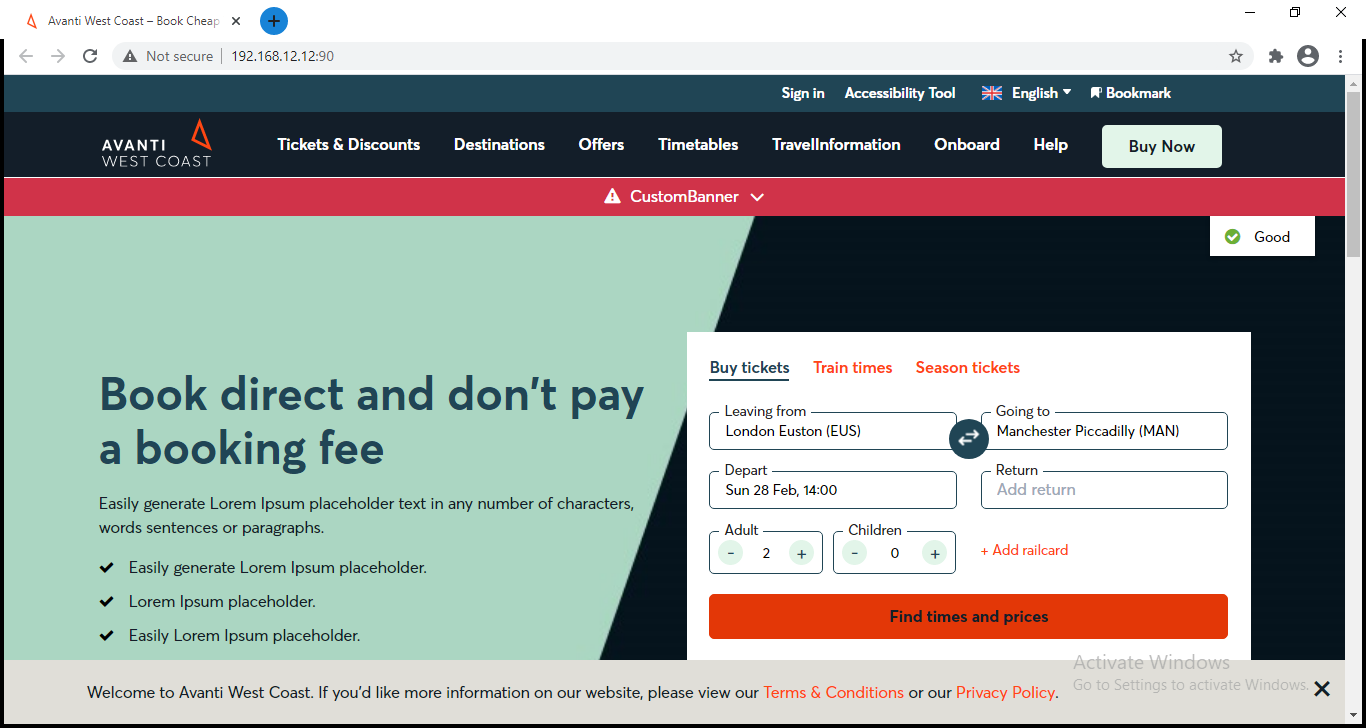 Avanti West Coast – Book Cheap
Not secure
192.168.12.12:90
Sign in
Accessibility Tool
English
Bookmark
AVANTI
WEST COAST
Tickets & Discounts
Destinations
Offers
Timetables
TravelInformation
Onboard
Help
Buy Now
CustomBanner
Good
Book direct and don't pay
a booking fee
Easily generate Lorem Ipsum placeholder text in any number of characters,
words sentences or paragraphs.
Easily generate Lorem Ipsum placeholder.
Lorem Ipsum placeholder.
Easily Lorem Ipsum placeholder.
Buy tickets
Train times
Season tickets
Leaving from
London Euston (EUS)
Going to
Manchester Piccadilly (MAN)
Depart
Sun 28 Feb, 14:00
Return
Add return
Adult
- 2 +
Children
- 0 +
+ Add railcard
Find times and prices
Activate Windows
Go to Settings to activate Windows.
Welcome to Avanti West Coast. If you'd like more information on our website, please view our Terms & Conditions or our Privacy Policy.